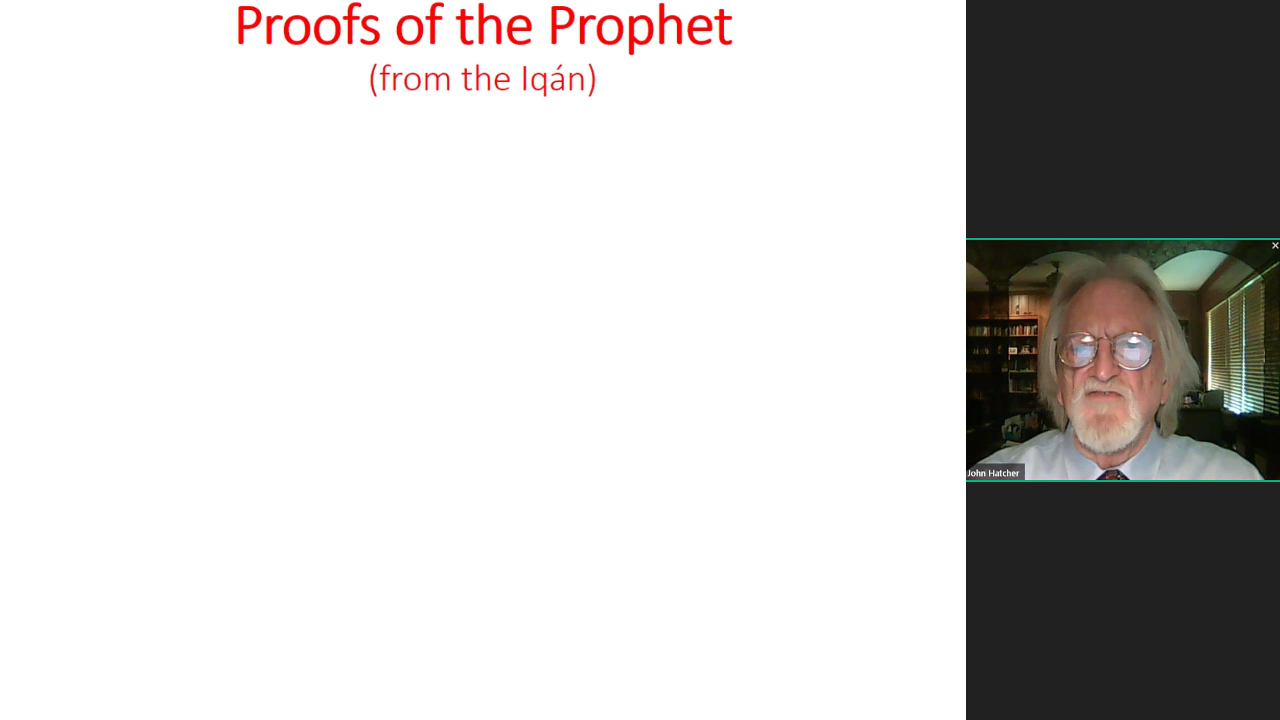 Proofs of the Prophet
(from the Iqán)
John Hatcher